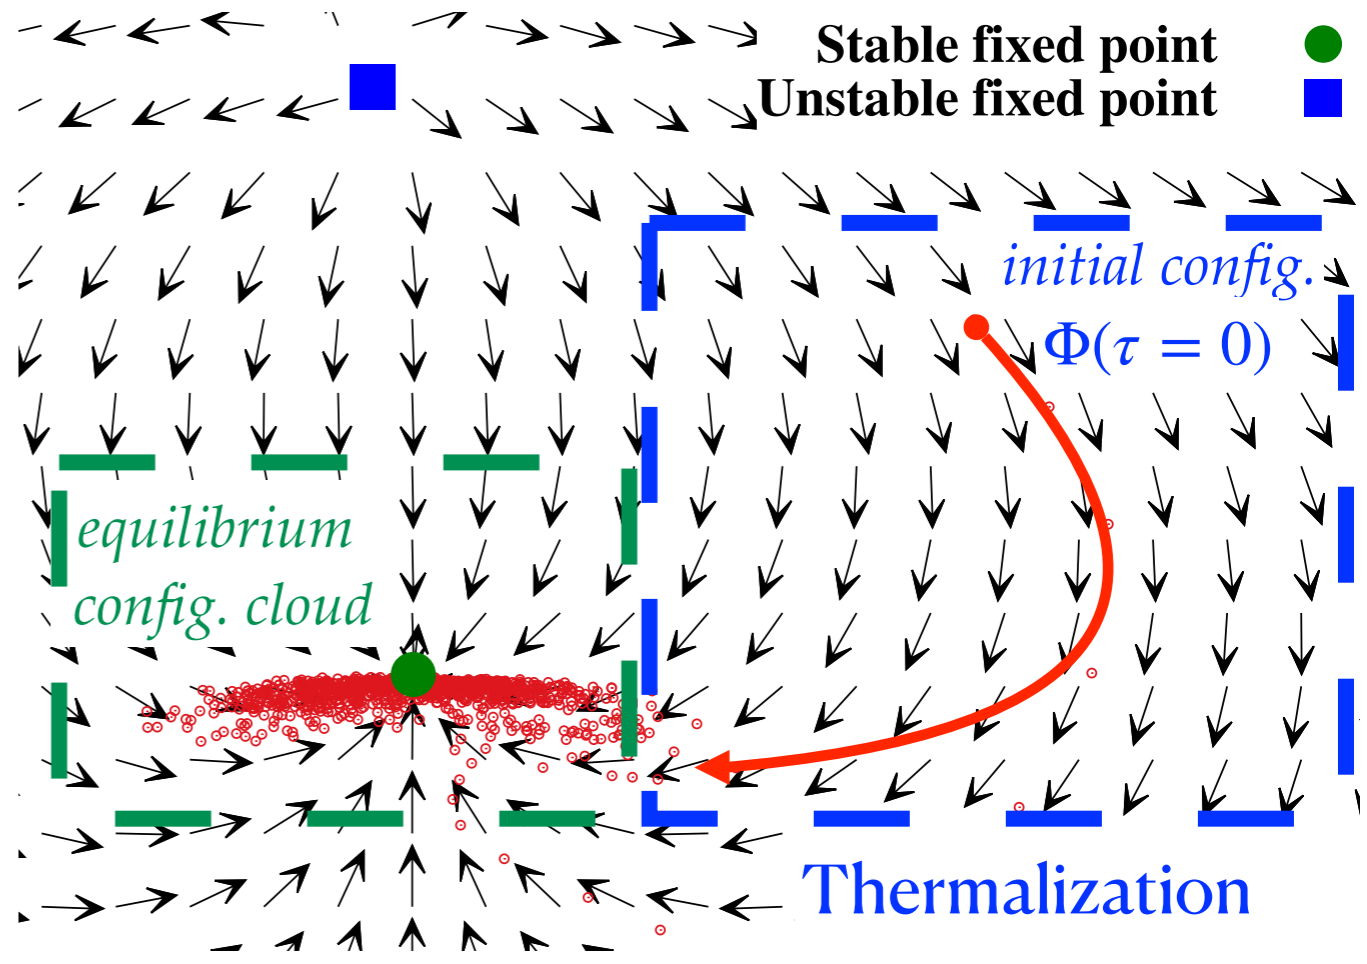 Stable fixed point
Unstable fixed point
initial config.
Φ(τ = 0)
equilibrium
config. cloud
Thermalization